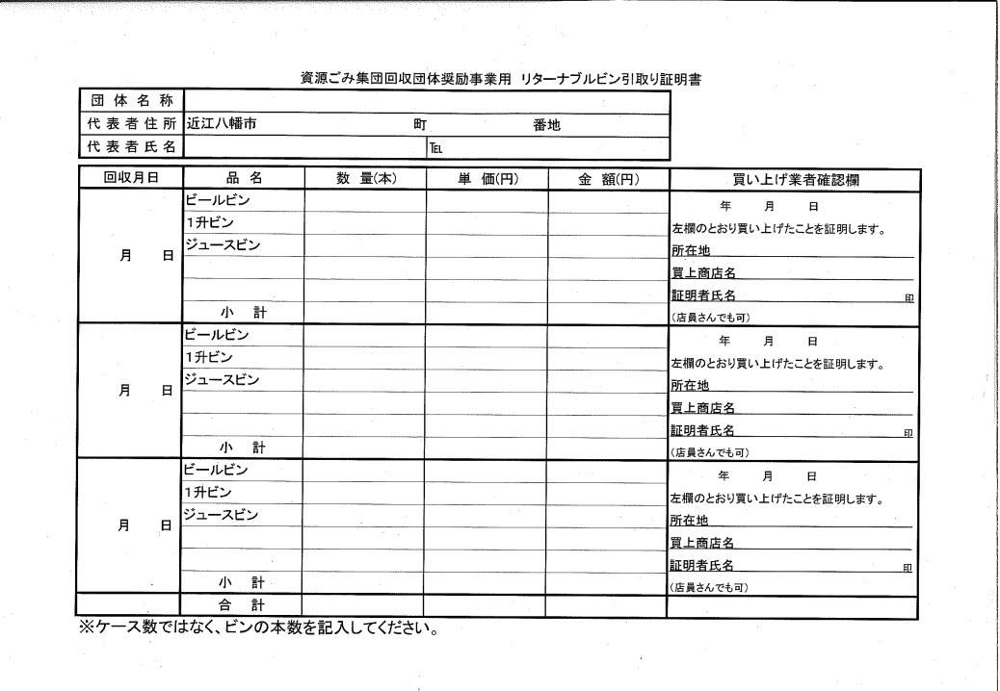 資源ごみ集団回収団体奨励事業用 リターナブルビン引取り証明書
団体名称
代表者住所 近江八幡市 町 番地
代表者氏名 ℡
回収月日 品名 数量(本) 単価(円) 金額(円) 買い上げ業者確認欄
月 日
ビールビン
1升ビン
ジュースビン
小計
年 月 日
左欄のとおり買い上げたことを証明します。
所在地
買上商店名
証明者氏名 印
(店員さんでも可)
月 日
ビールビン
1升ビン
ジュースビン
小計
年 月 日
左欄のとおり買い上げたことを証明します。
所在地
買上商店名
証明者氏名 印
(店員さんでも可)
月 日
ビールビン
1升ビン
ジュースビン
小計
年 月 日
左欄のとおり買い上げたことを証明します。
所在地
買上商店名
証明者氏名 印
(店員さんでも可)
合計
※ケース数ではなく、ビンの本数を記入してください。